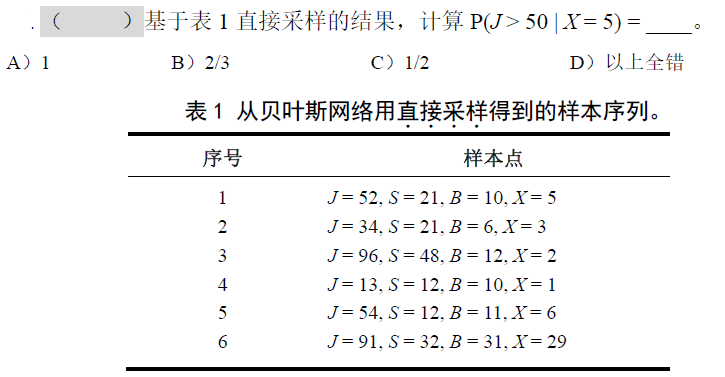 .（ ）基于表 1 直接采样的结果，计算 P(J > 50 | X = 5) = ____。
A）1 B）2/3 C）1/2 D）以上全错
表 1 从贝叶斯网络用直接采样得到的样本序列。
序号 样本点
1 J = 52, S = 21, B = 10, X = 5
2 J = 34, S = 21, B = 6, X = 3
3 J = 96, S = 48, B = 12, X = 2
4 J = 13, S = 12, B = 10, X = 1
5 J = 54, S = 12, B = 11, X = 6
6 J = 91, S = 32, B = 31, X = 29